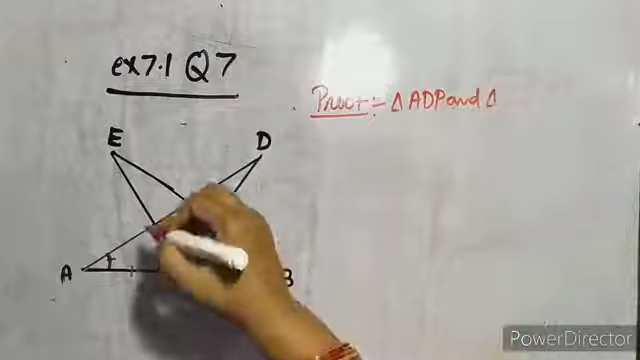 ex7.1 Q7
Proof:- Δ ADP and Δ
E
D
A
B
PowerDirector